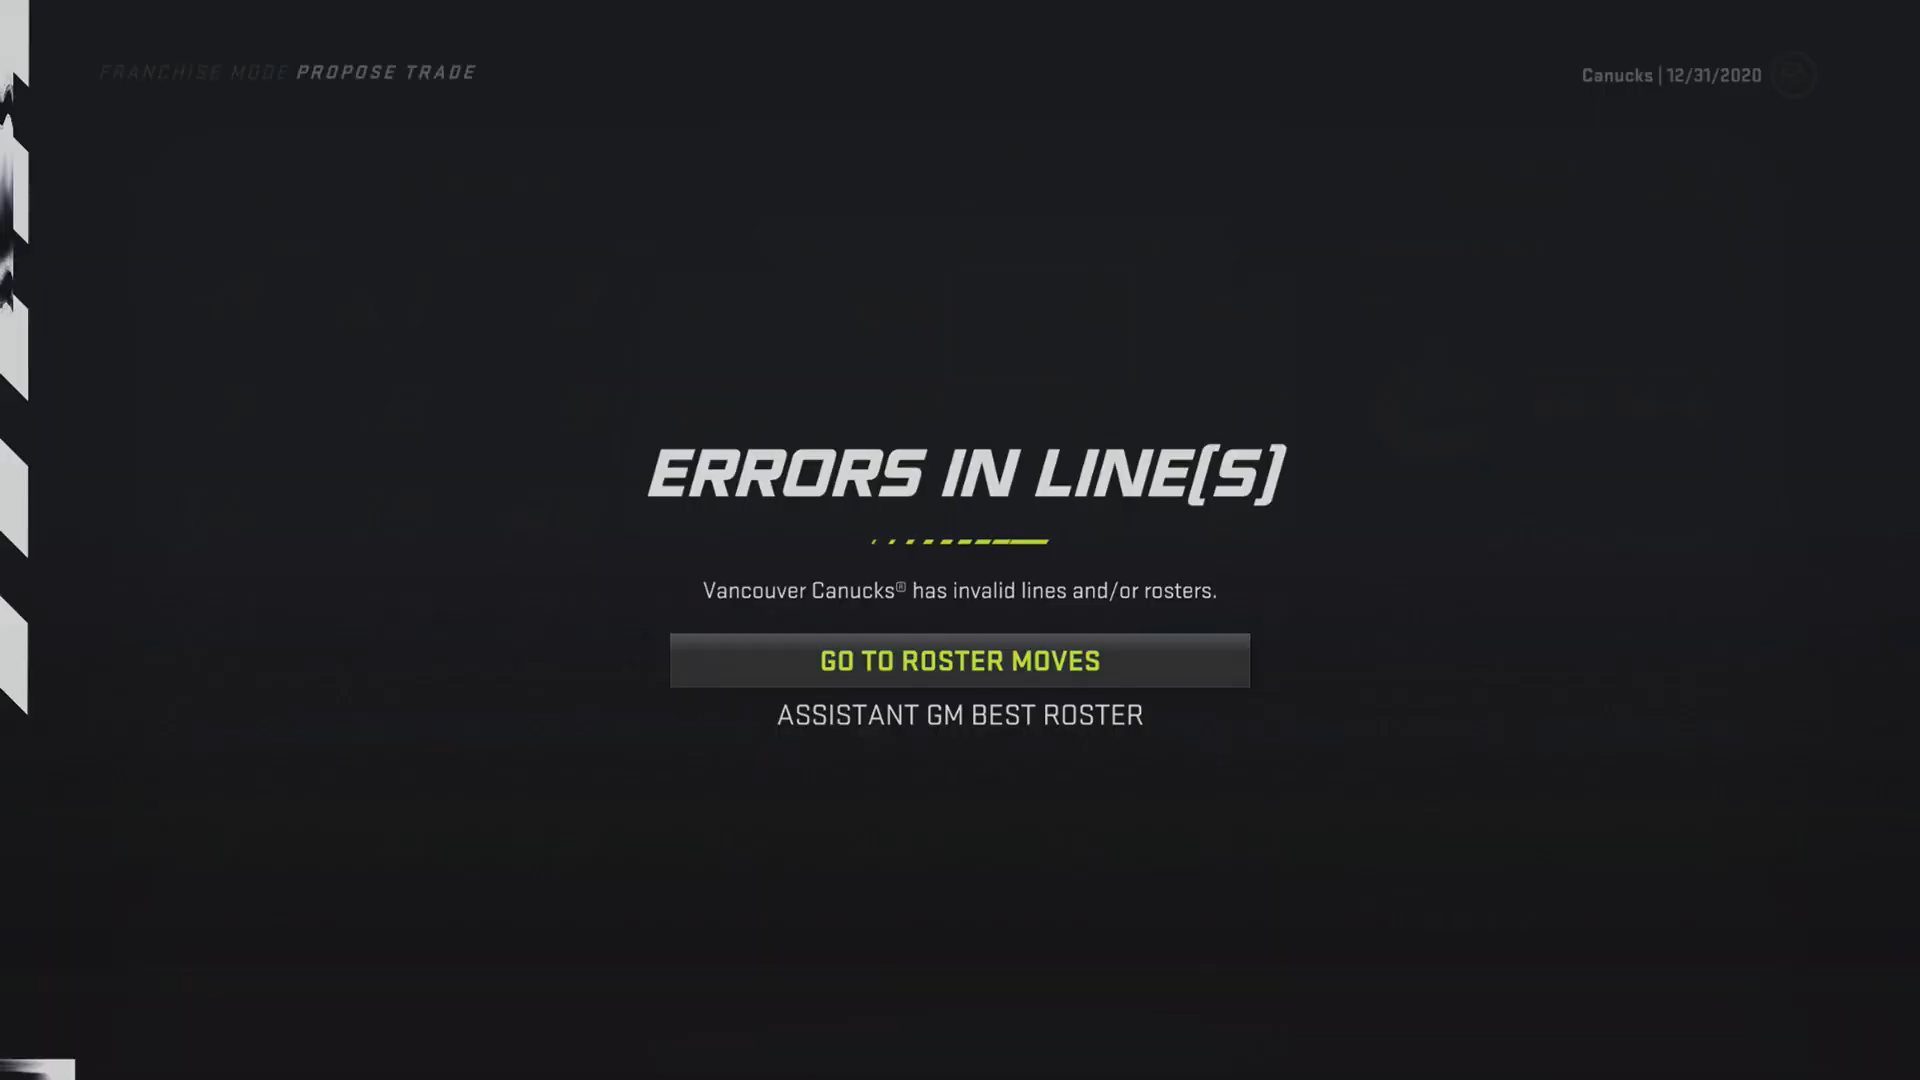 FRANCHISE MODE PROPOSE TRADE
Canucks | 12/31/2020
ERRORS IN LINE(S)
Vancouver Canucks® has invalid lines and/or rosters.
GO TO ROSTER MOVES
ASSISTANT GM BEST ROSTER